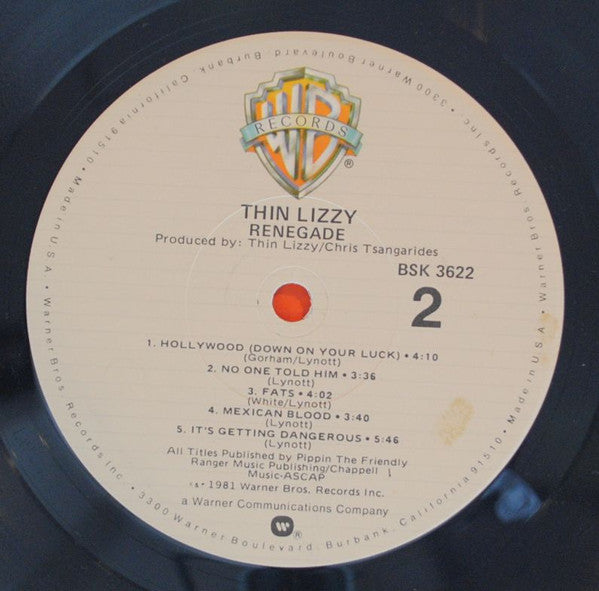 WB
RECORDS
®
THIN LIZZY
RENEGADE
Produced by: Thin Lizzy/Chris Tsangarides
BSK 3622
2
1. HOLLYWOOD (DOWN ON YOUR LUCK) • 4:10
(Gorham/Lynott)
2. NO ONE TOLD HIM • 3:36
(Lynott)
3. FATS • 4:02
(White/Lynott)
4. MEXICAN BLOOD • 3:40
(Lynott)
5. IT'S GETTING DANGEROUS • 5:46
(Lynott)
All Titles Published by Pippin The Friendly
Ranger Music Publishing/Chappell
Music-ASCAP
1981 Warner Bros. Records Inc.
a Warner Communications Company
®
• Made in U.S.A. • Warner Bros. Records Inc. • 3300 Warner Boulevard, Burbank, California 91510 • Made in U.S.A. • Warner Bros. Records Inc. • 3300 Warner Boulevard, Burbank, California 91510